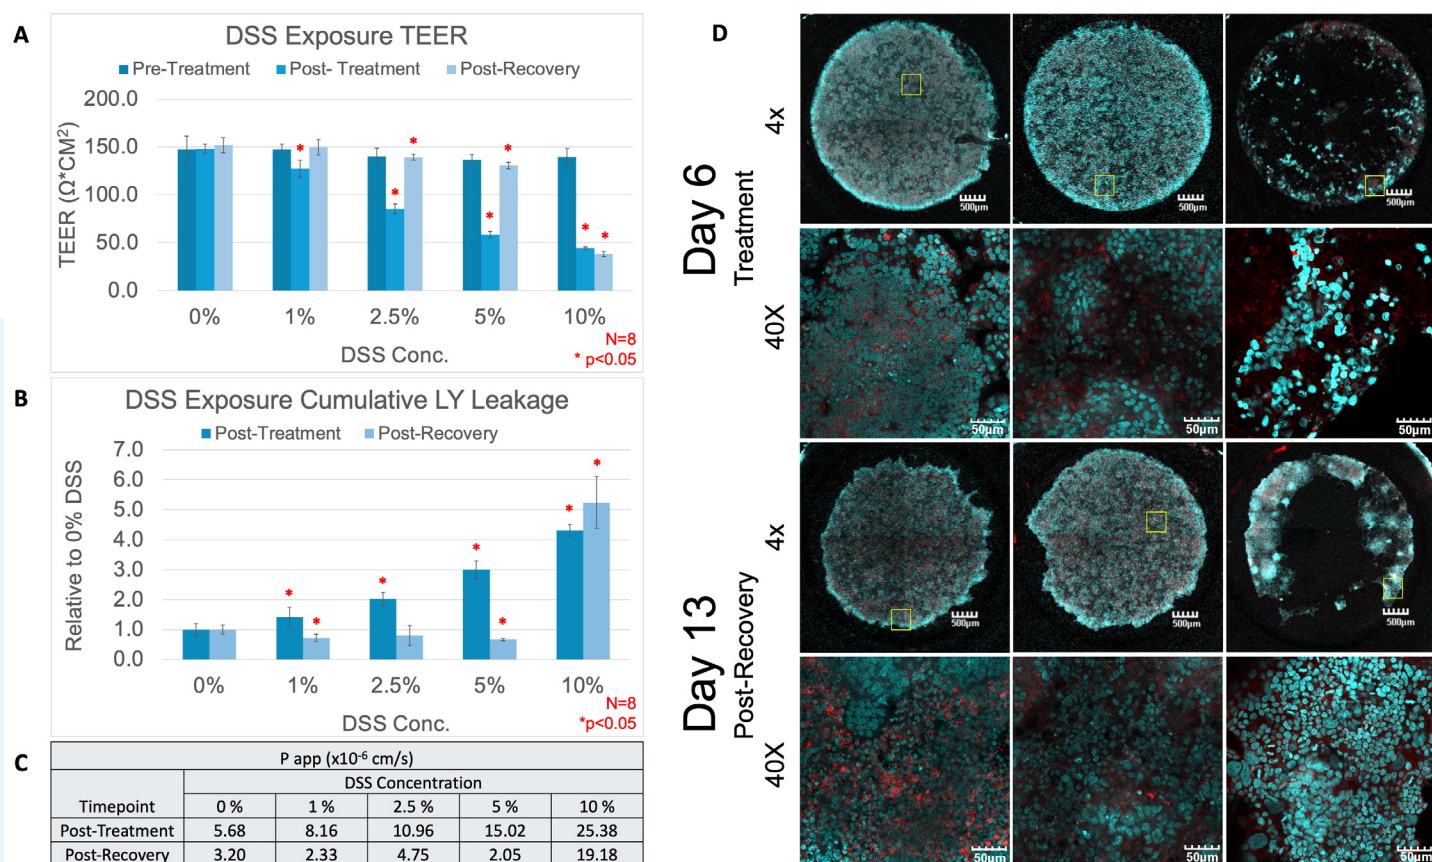 A
DSS Exposure TEER
Pre-Treatment Post- Treatment Post-Recovery
TEER (Ω*CM²)
200.0
150.0
100.0
50.0
0.0
* * * * * * *
0% 1% 2.5% 5% 10%
DSS Conc.
N=8
* p<0.05
B
DSS Exposure Cumulative LY Leakage
Post-Treatment Post-Recovery
Relative to 0% DSS
7.0
6.0
5.0
4.0
3.0
2.0
1.0
0.0
* * * * * * *
0% 1% 2.5% 5% 10%
DSS Conc.
N=8
*p<0.05
C
P app (x10⁻⁶ cm/s)
DSS Concentration
Timepoint 0 % 1 % 2.5 % 5 % 10 %
Post-Treatment 5.68 8.16 10.96 15.02 25.38
Post-Recovery 3.20 2.33 4.75 2.05 19.18
D
Day 6
Treatment
4x
500µm 500µm 500µm
40X
50µm 50µm 50µm
Day 13
Post-Recovery
4x
500µm 500µm 500µm
40X
50µm 50µm 50µm